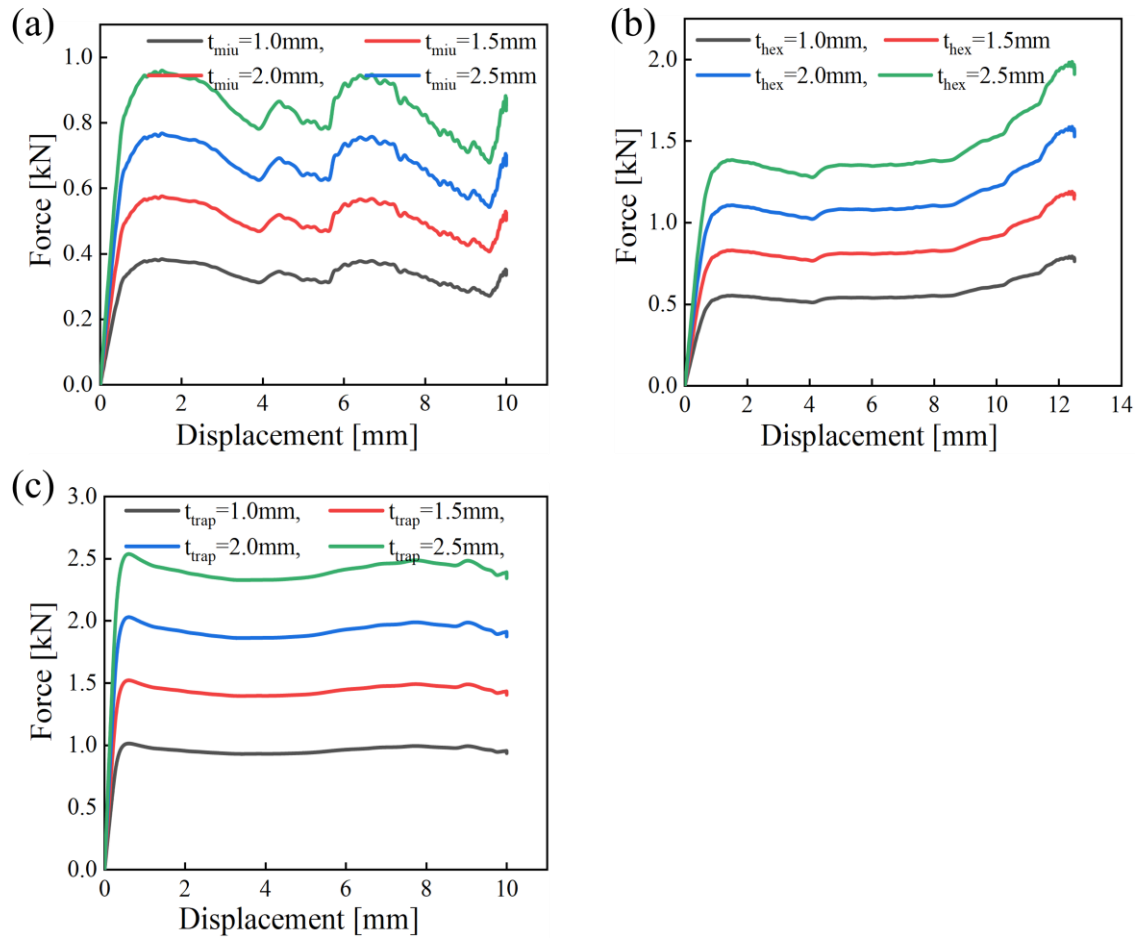 (a)
t_miu=1.0mm, t_miu=1.5mm
t_miu=2.0mm, t_miu=2.5mm
Force [kN]
1.0
0.8
0.6
0.4
0.2
0.0
0 2 4 6 8 10
Displacement [mm]
(b)
t_hex=1.0mm, t_hex=1.5mm
t_hex=2.0mm, t_hex=2.5mm
Force [kN]
2.0
1.5
1.0
0.5
0.0
0 2 4 6 8 10 12 14
Displacement [mm]
(c)
t_trap=1.0mm, t_trap=1.5mm,
t_trap=2.0mm, t_trap=2.5mm,
Force [kN]
3.0
2.5
2.0
1.5
1.0
0.5
0.0
0 2 4 6 8 10
Displacement [mm]